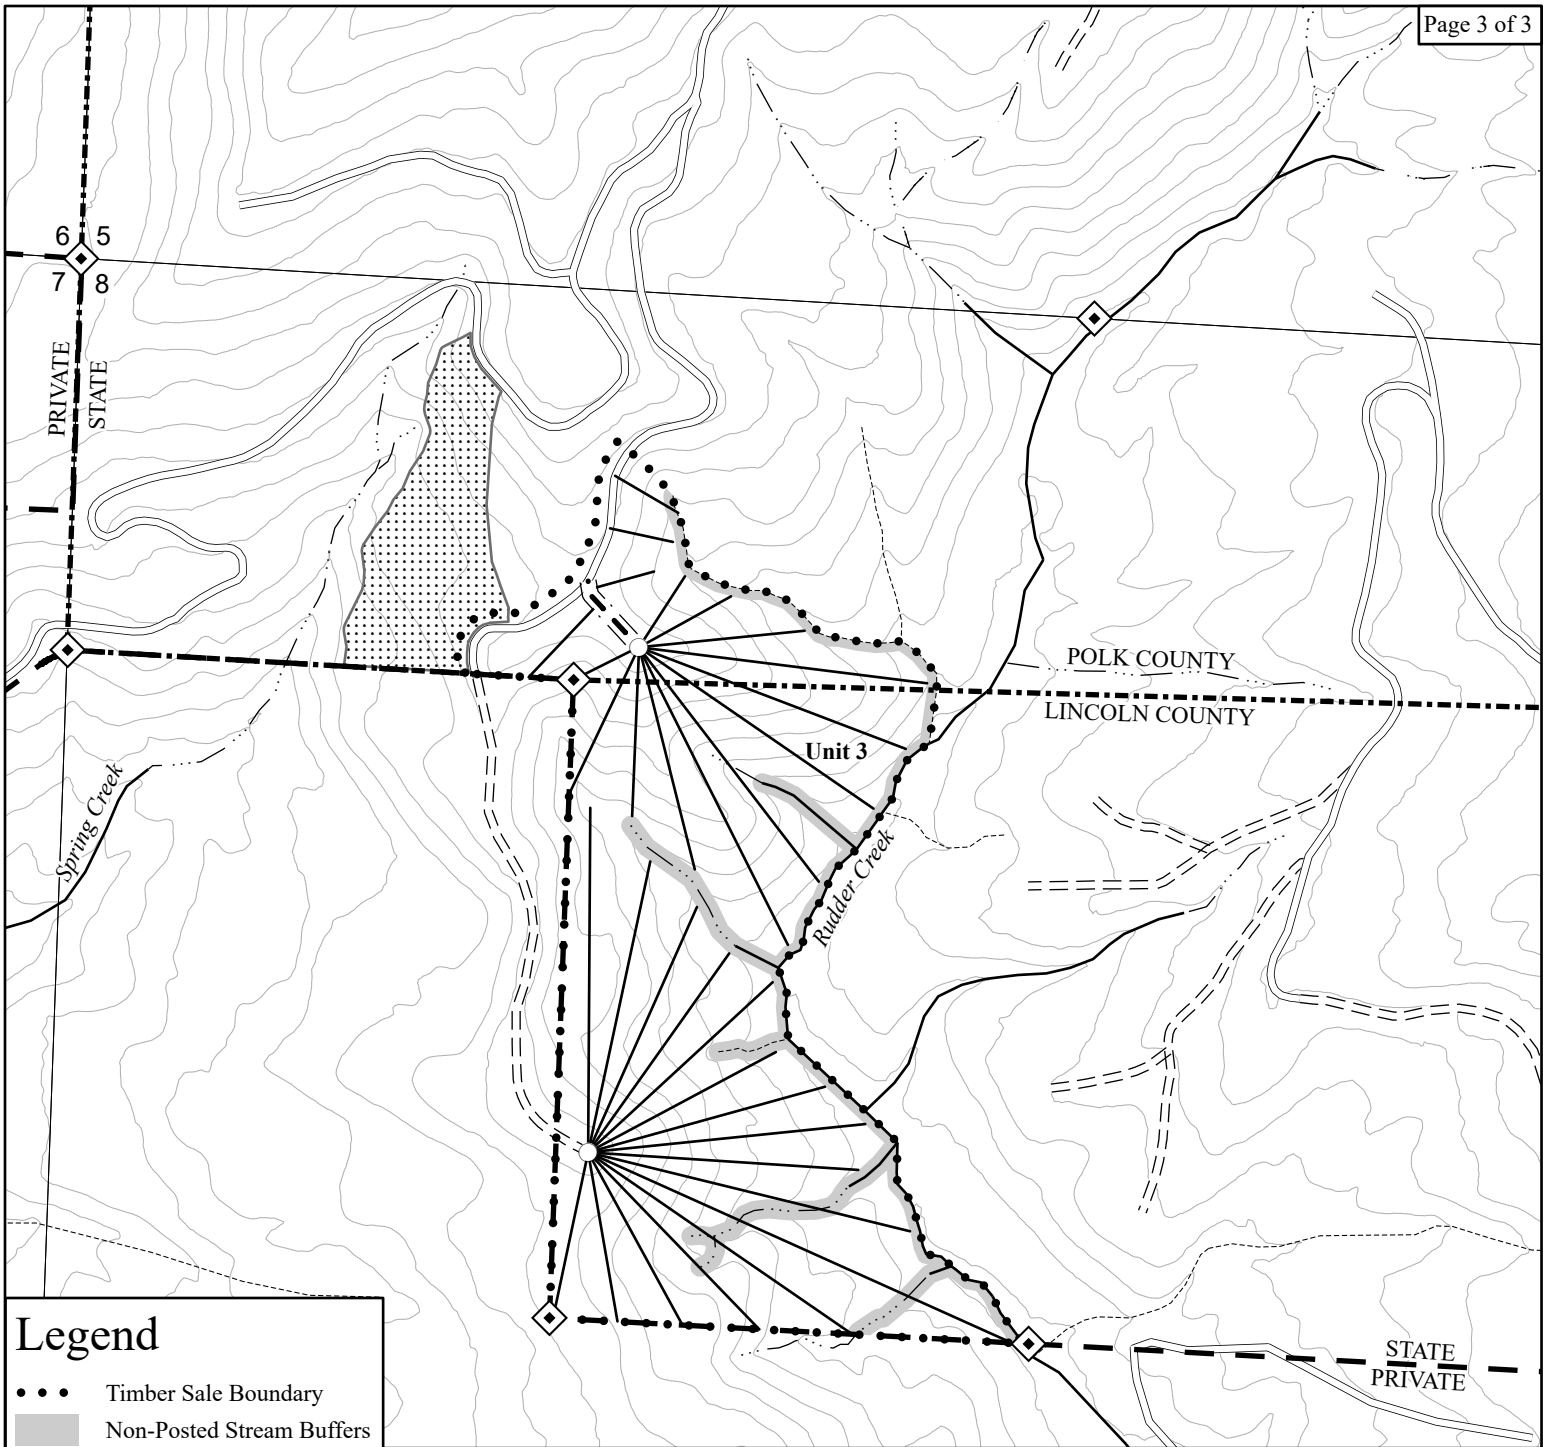 Page 3 of 3
6 5
7 8
PRIVATE
STATE
POLK COUNTY
LINCOLN COUNTY
Unit 3
Spring Creek
Rudder Creek
STATE
PRIVATE
Legend
Timber Sale Boundary
Non-Posted Stream Buffers